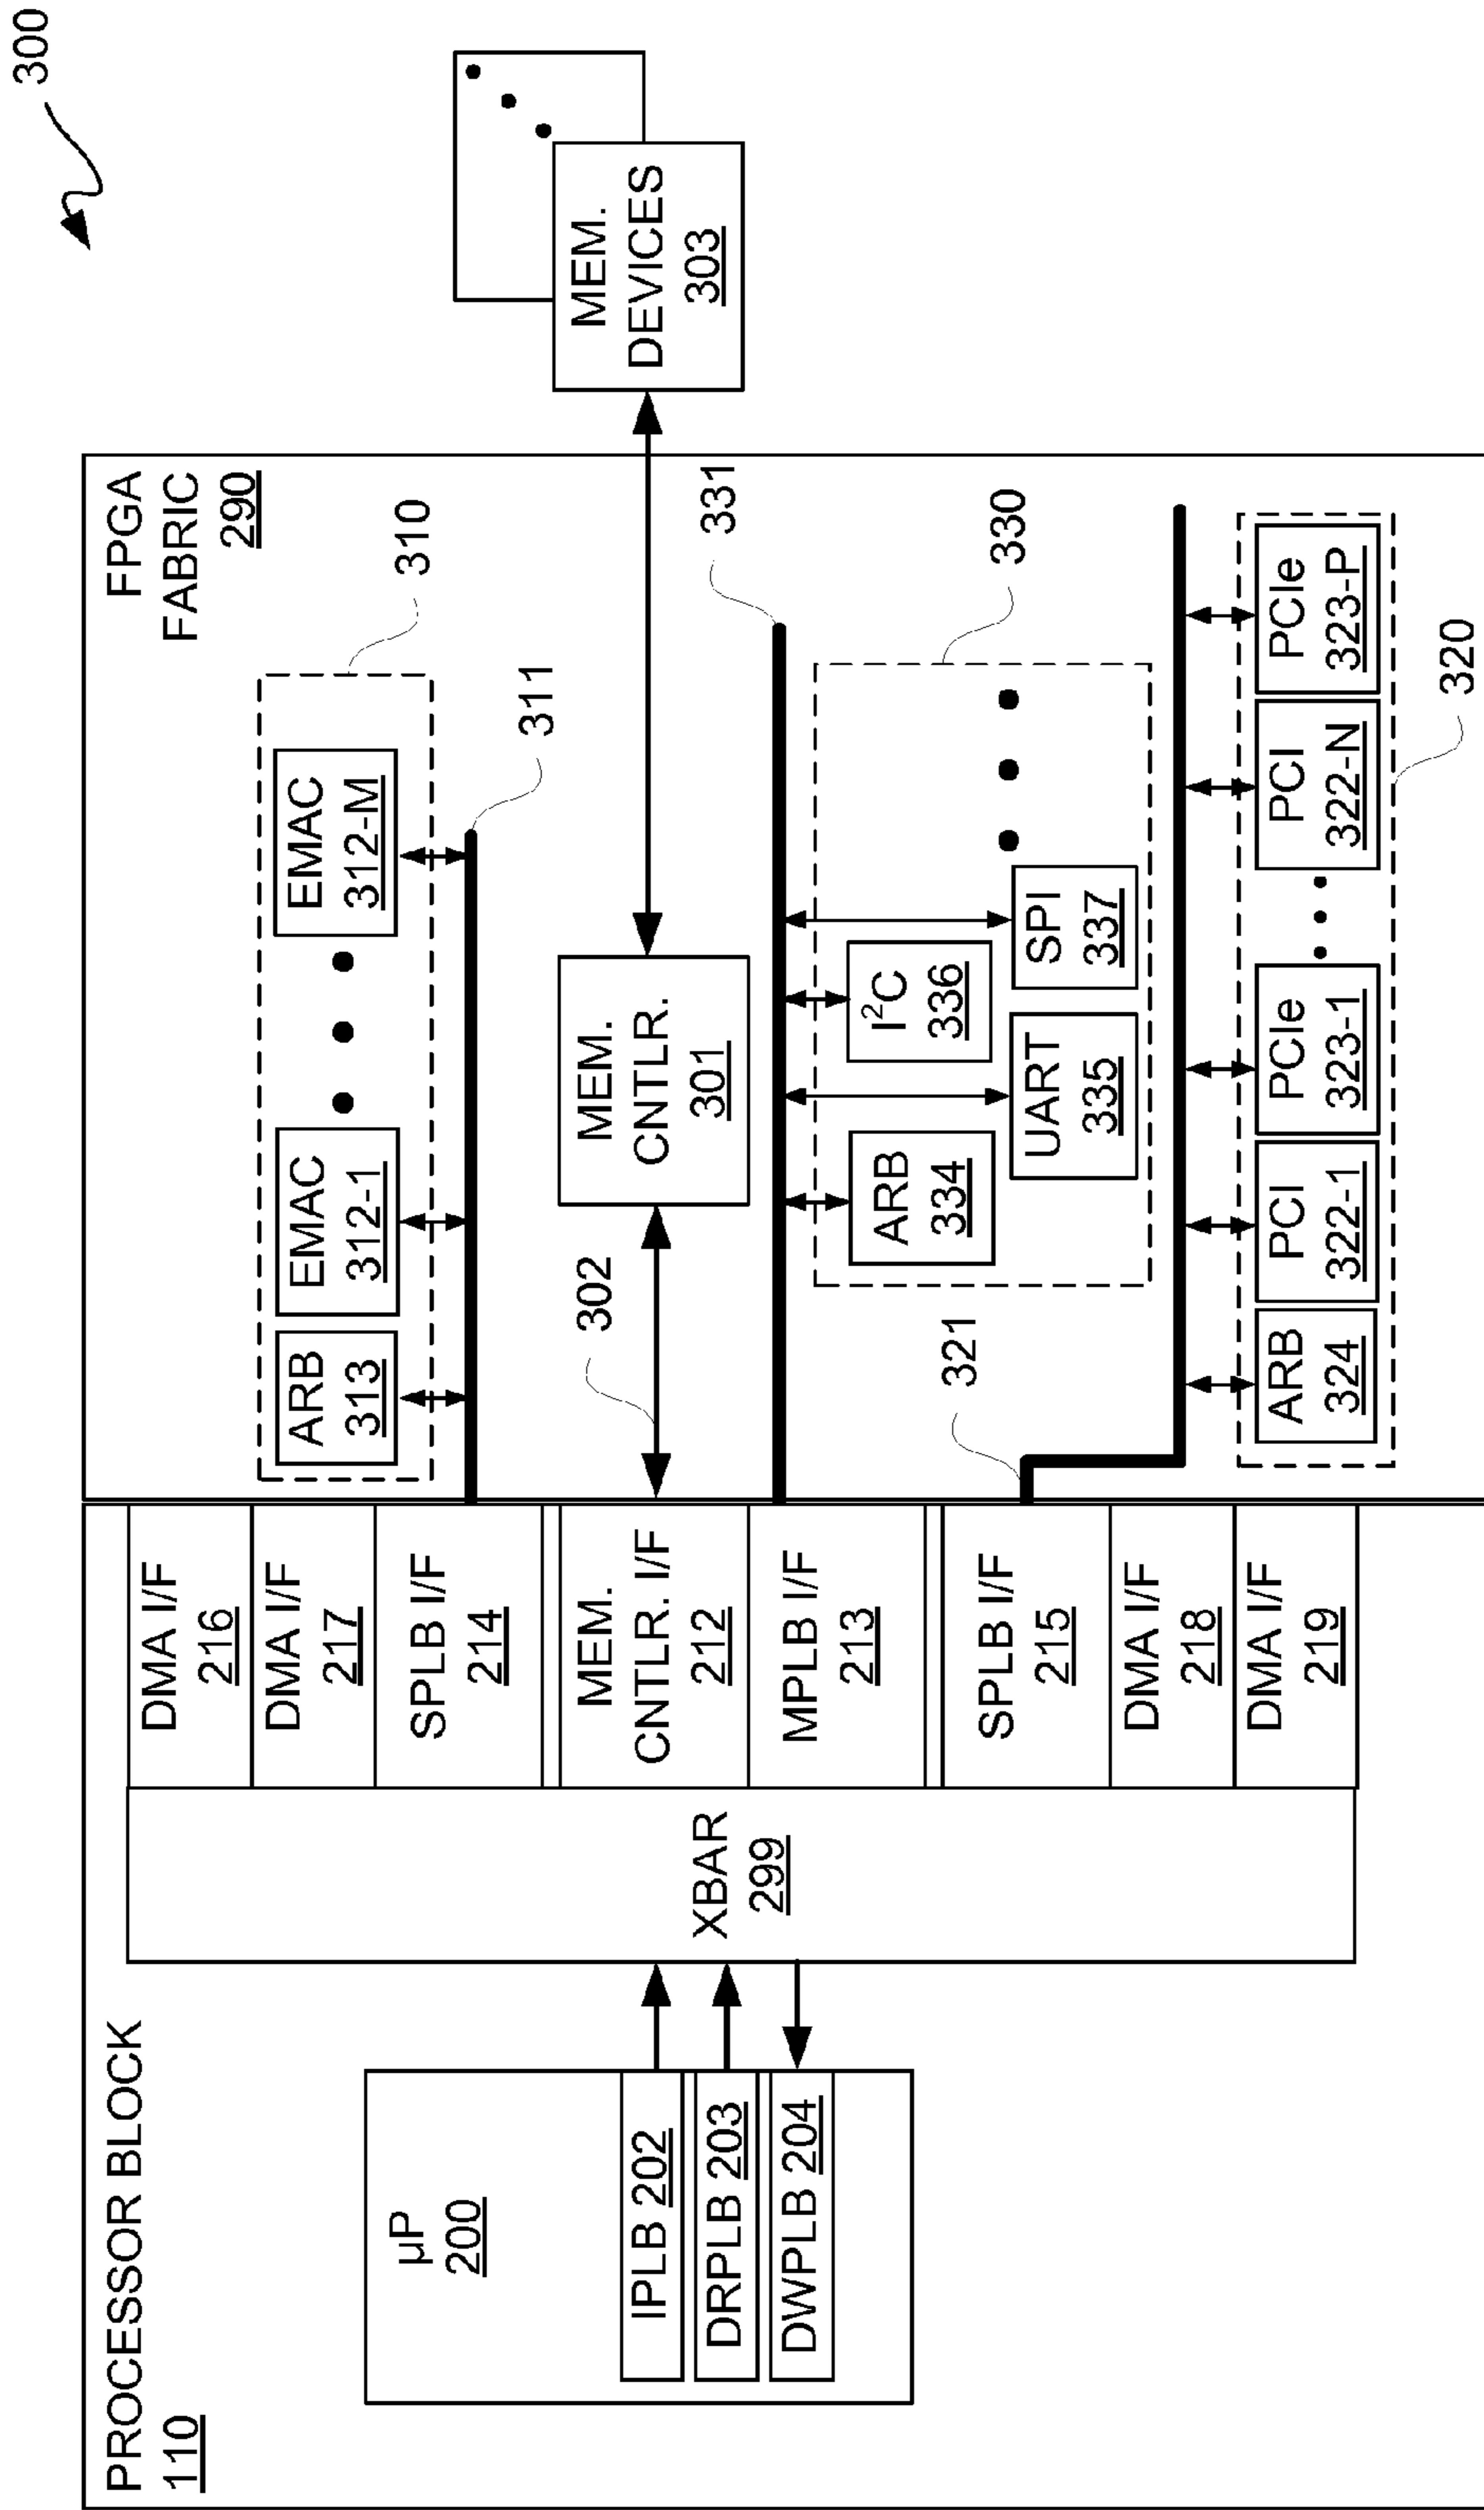 300
PROCESSOR BLOCK
110
µP
200
IPLB 202
DRPLB 203
DWPLB 204
XBAR
299
DMA I/F
216
DMA I/F
217
SPLB I/F
214
MEM.
CNTLR. I/F
212
MPLB I/F
213
SPLB I/F
215
DMA I/F
218
DMA I/F
219
FPGA
FABRIC
290
310
ARB
313
EMAC
312-1
EMAC
312-M
311
302
MEM.
CNTLR.
301
MEM.
DEVICES
303
331
330
ARB
334
UART
335
I²C
336
SPI
337
321
ARB
324
PCI
322-1
PCIe
323-1
PCI
322-N
PCIe
323-P
320